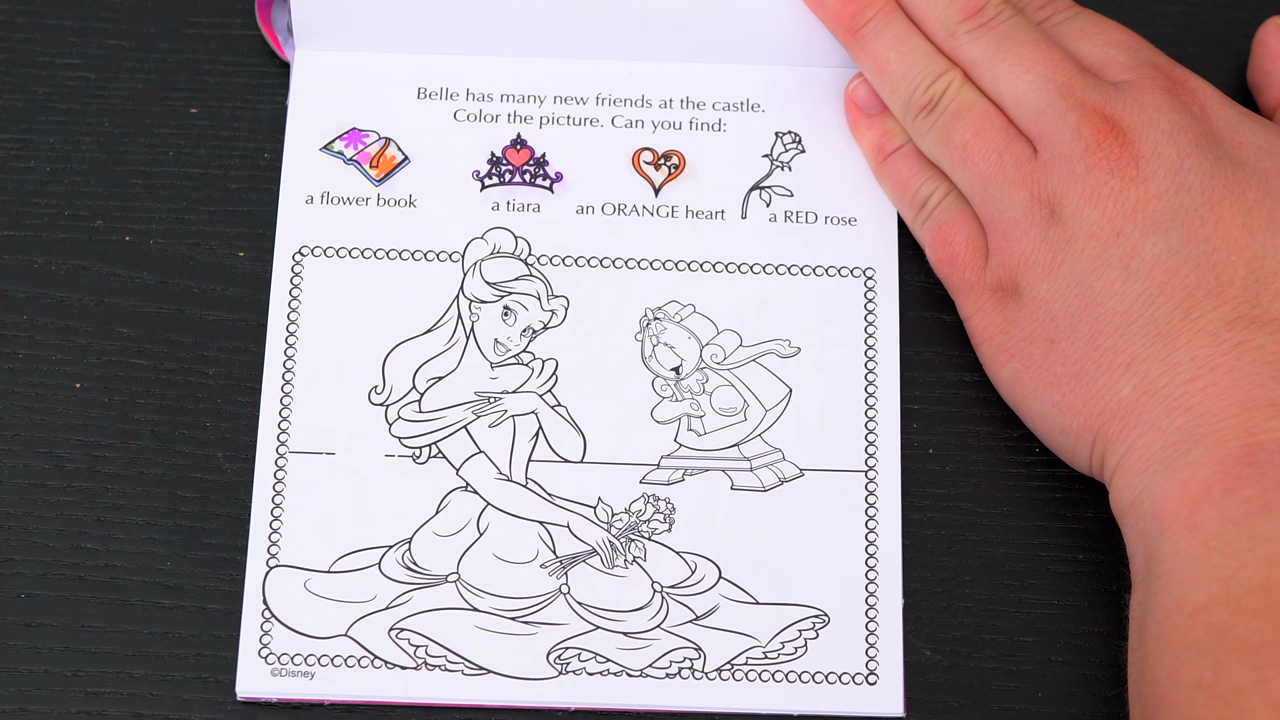 Belle has many new friends at the castle.
Color the picture. Can you find:
a flower book
a tiara
an ORANGE heart
a RED rose
©Disney